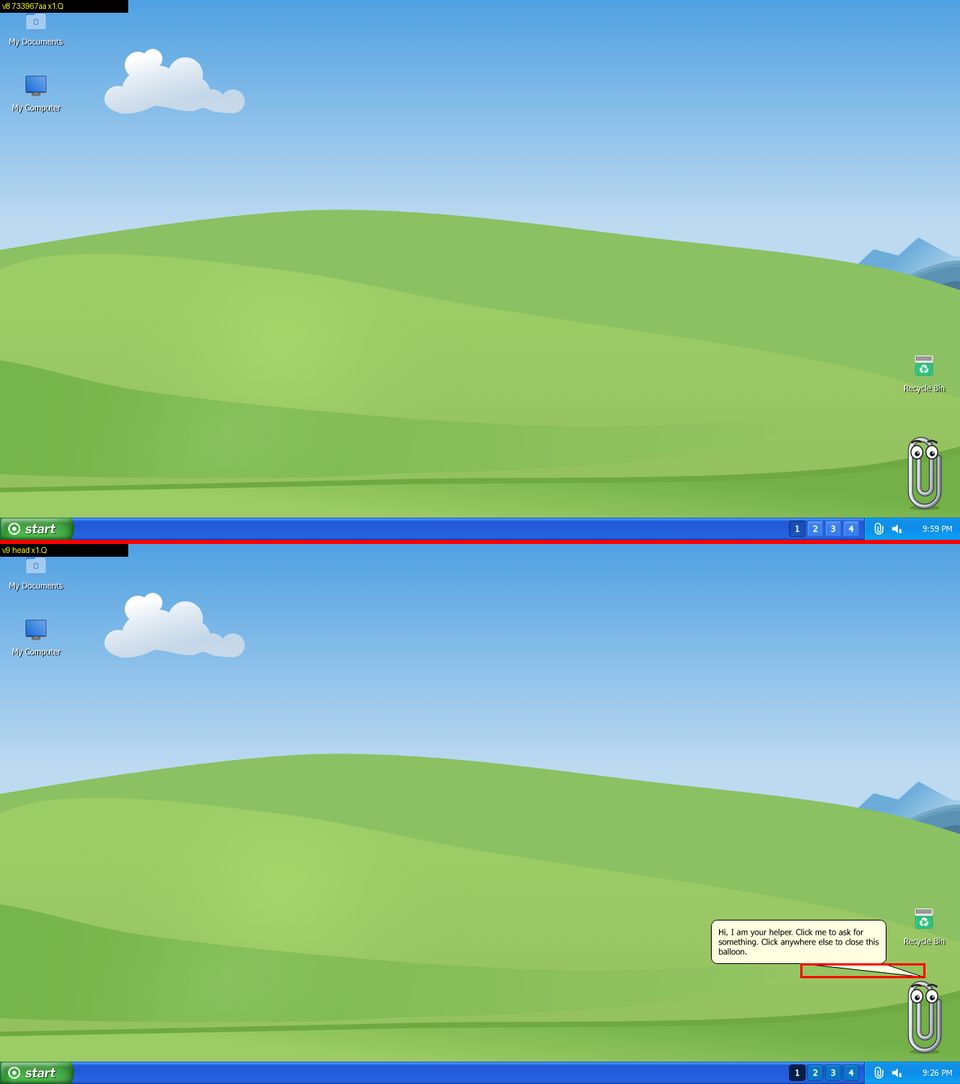 v8 733967aa x1.Q
My Documents
My Computer
Recycle Bin
start
1 2 3 4
9:59 PM
v9 head x1.Q
My Documents
My Computer
Recycle Bin
Hi, I am your helper. Click me to ask for
something. Click anywhere else to close this
balloon.
start
1 2 3 4
9:26 PM